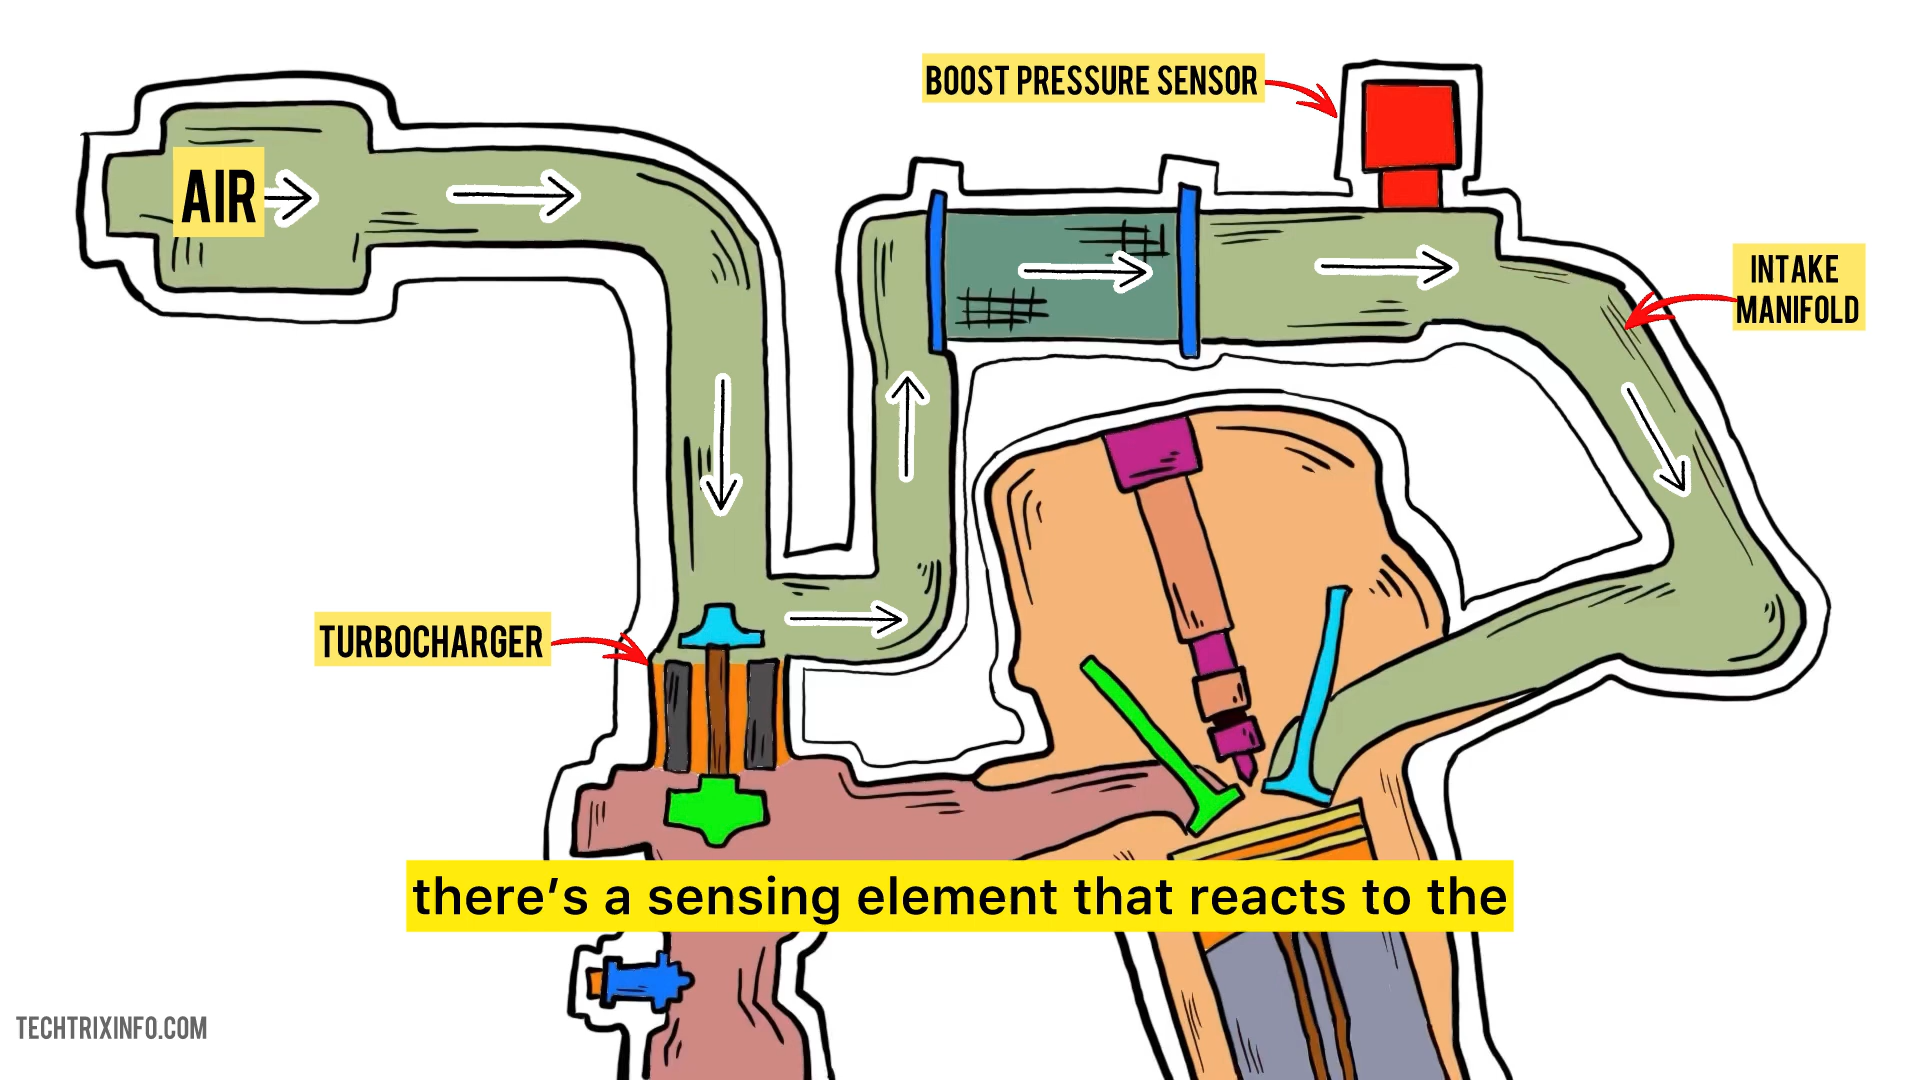 BOOST PRESSURE SENSOR
AIR
INTAKE
MANIFOLD
TURBOCHARGER
there's a sensing element that reacts to the
TECHTRIXINFO.COM